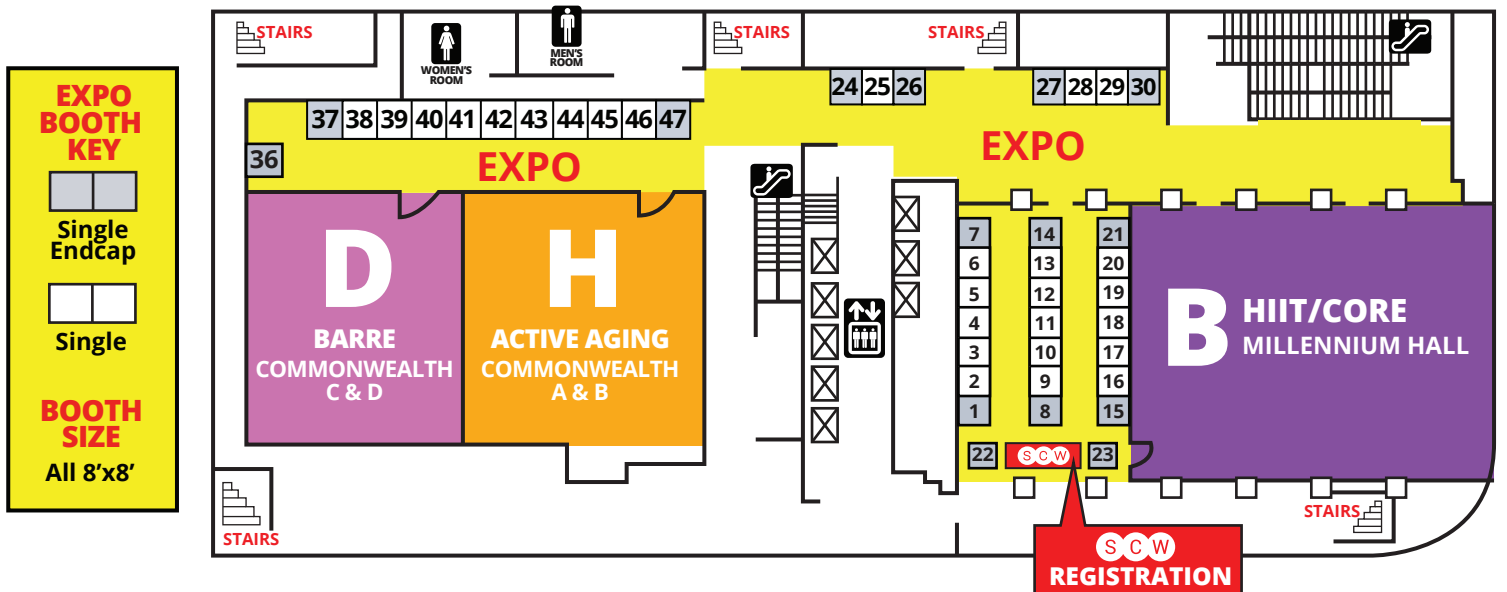 EXPO
BOOTH
KEY
Single
Endcap
Single
BOOTH
SIZE
All 8’x8’
STAIRS
WOMEN'S
ROOM
MEN'S
ROOM
STAIRS
STAIRS
24 25 26
27 28 29 30
37 38 39 40 41 42 43 44 45 46 47
36
EXPO
EXPO
D
BARRE
COMMONWEALTH
C & D
H
ACTIVE AGING
COMMONWEALTH
A & B
7 14 21
6 13 20
5 12 19
4 11 18
3 10 17
2 9 16
1 8 15
22 SCW 23
B
HIIT/CORE
MILLENNIUM HALL
STAIRS
STAIRS
SCW
REGISTRATION